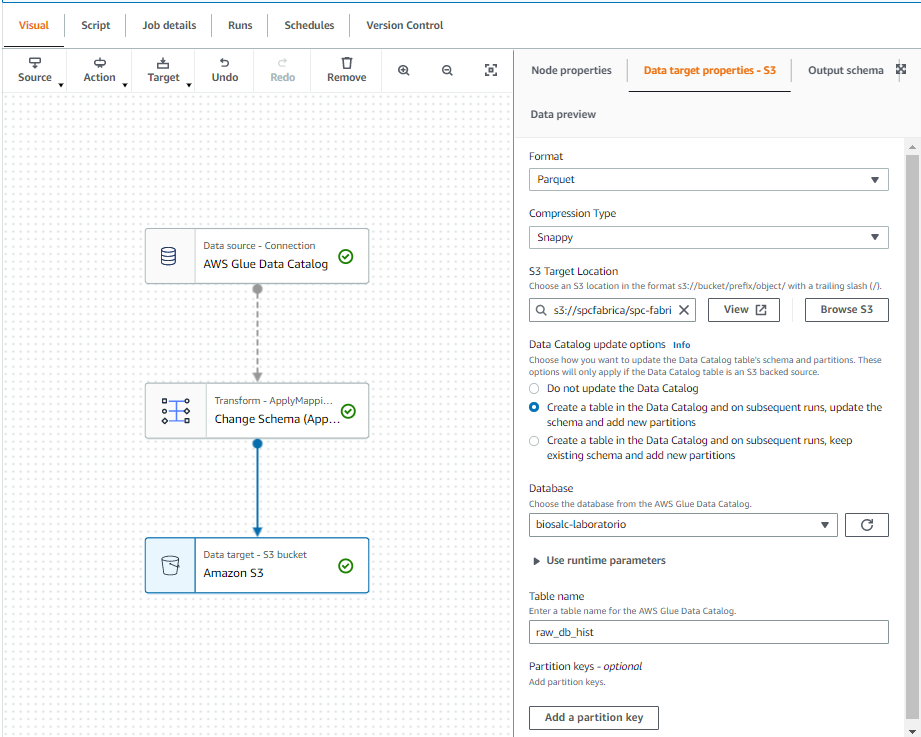 Visual Script Job details Runs Schedules Version Control
Source Action Target Undo Redo Remove
Node properties Data target properties - S3 Output schema
Data preview
Data source - Connection
AWS Glue Data Catalog
Transform - ApplyMappi...
Change Schema (App...
Data target - S3 bucket
Amazon S3
Format
Parquet
Compression Type
Snappy
S3 Target Location
Choose an S3 location in the format s3://bucket/prefix/object/ with a trailing slash (/).
s3://spcfabrica/spc-fabri View Browse S3
Data Catalog update options Info
Choose how you want to update the Data Catalog table's schema and partitions. These
options will only apply if the Data Catalog table is an S3 backed source.
Do not update the Data Catalog
Create a table in the Data Catalog and on subsequent runs, update the
schema and add new partitions
Create a table in the Data Catalog and on subsequent runs, keep
existing schema and add new partitions
Database
Choose the database from the AWS Glue Data Catalog.
biosalc-laboratorio
Use runtime parameters
Table name
Enter a table name for the AWS Glue Data Catalog.
raw_db_hist
Partition keys - optional
Add partition keys.
Add a partition key